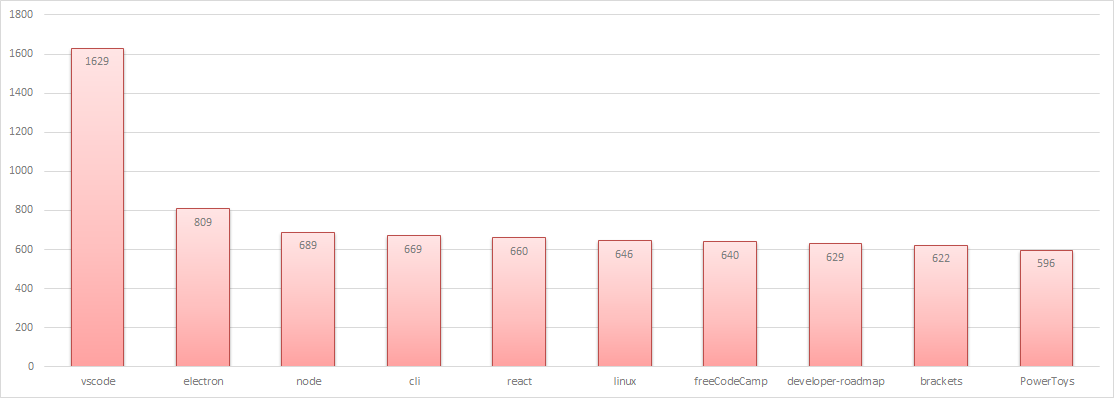 1800
1600
1400
1200
1000
800
600
400
200
0
1629
809
689
669
660
646
640
629
622
596
vscode
electron
node
cli
react
linux
freeCodeCamp
developer-roadmap
brackets
PowerToys